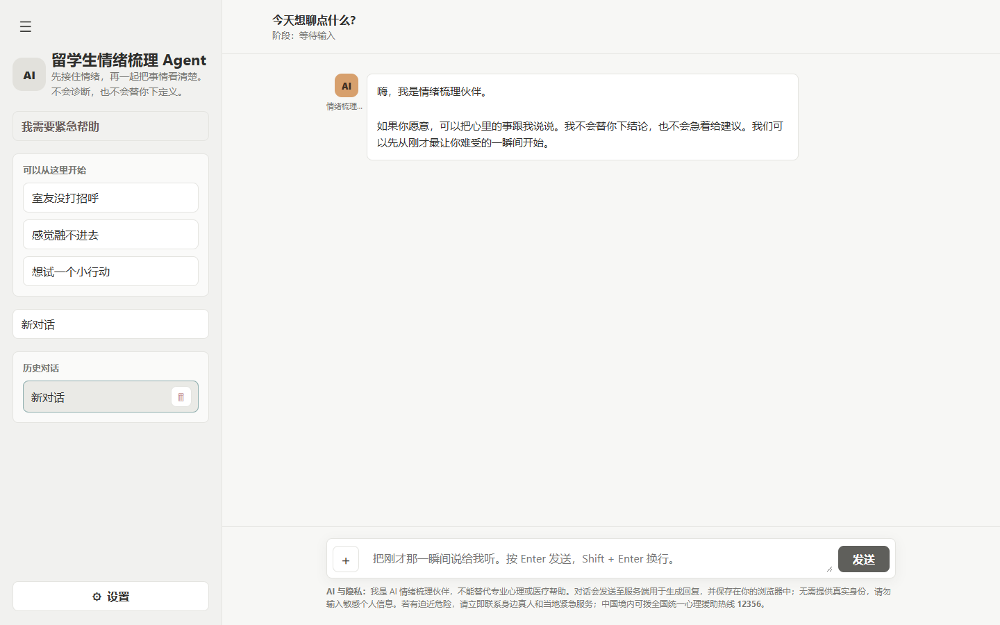 AI
留学生情绪梳理 Agent
先接住情绪，再一起把事情看清楚。
不会诊断，也不会替你下定义。
我需要紧急帮助
可以从这里开始
室友没打招呼
感觉融不进去
想试一个小行动
新对话
历史对话
新对话
设置
今天想聊点什么？
阶段：等待输入
AI
情绪梳理...
嗨，我是情绪梳理伙伴。
如果你愿意，可以把心里的事跟我说说。我不会替你下结论，也不会急着给建议。我们可
以先从刚才最让你难受的一瞬间开始。
+
把刚才那一瞬间说给我听。按 Enter 发送，Shift + Enter 换行。
发送
AI 与隐私：我是 AI 情绪梳理伙伴，不能替代专业心理或医疗帮助。对话会发送至服务端用于生成回复，并保存在你的浏览器中；无需提供真实身份，请勿
输入敏感个人信息。若有迫近危险，请立即联系身边真人和当地紧急服务；中国境内可拨全国统一心理援助热线 12356。